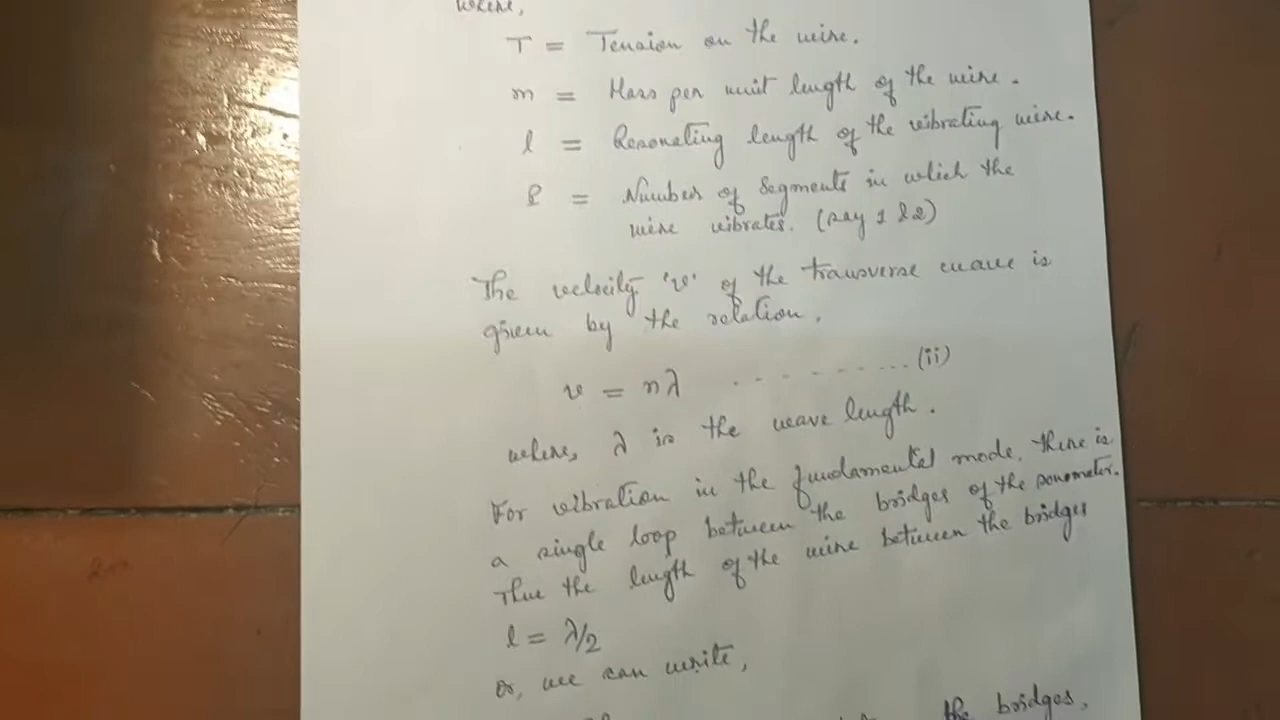 where,
T = Tension on the wire.
m = Mass per unit length of the wire.
l = Resonating length of the vibrating wire.
= Number of Segments in which the
wire vibrates. (say 1 & 2)
The velocity 'v' of the transverse wave is
given by the relation,
v = nλ - - - - - - - - - - (ii)
where, λ is the wave length.
For vibration in the fundamental mode, there is
a single loop between the bridges of the sonometer.
Thus the length of the wire between the bridges
l = λ/2
or, we can write,
the bridges,